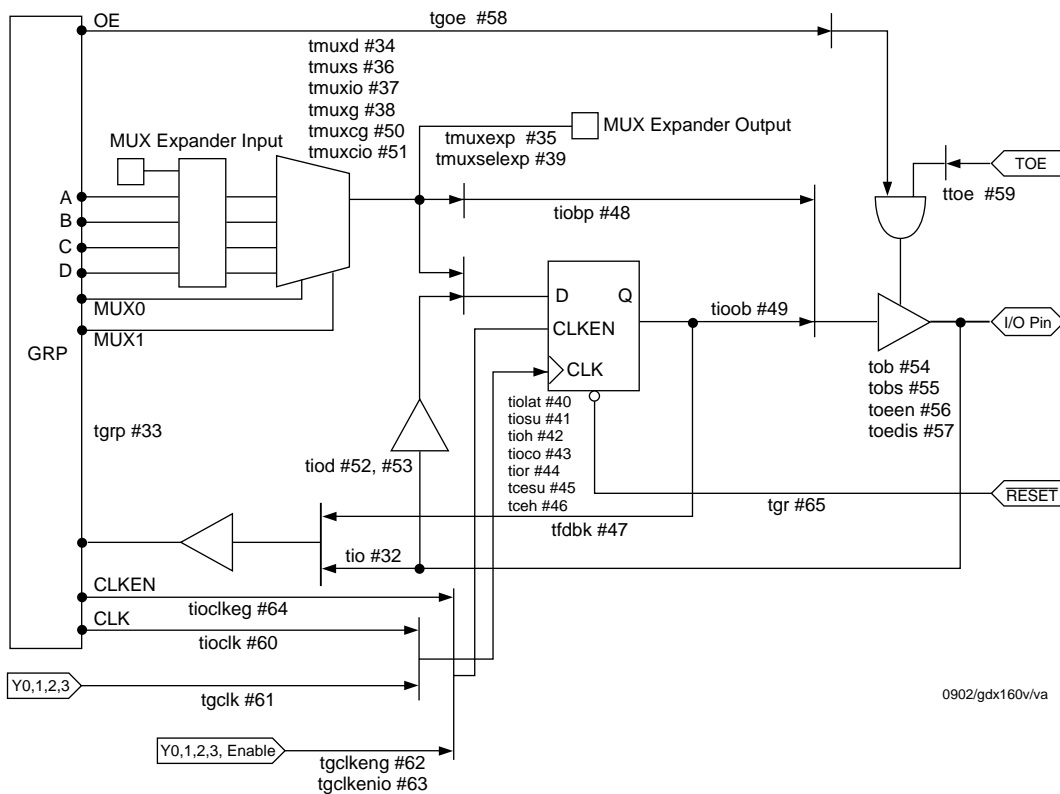 OE
tgoe #58
tmuxd #34
tmuxs #36
tmuxio #37
tmuxg #38
tmuxcg #50
tmuxcio #51
MUX Expander Input
MUX Expander Output
tmuxexp #35
tmuxselexp #39
TOE
ttoe #59
A
B
C
D
tiobp #48
MUX0
MUX1
GRP
D
Q
CLKEN
CLK
tioob #49
I/O Pin
tob #54
tobs #55
toeen #56
toedis #57
tiolat #40
tiosu #41
tioh #42
tioco #43
tior #44
tcesu #45
tceh #46
tgrp #33
tiod #52, #53
RESET
tgr #65
tfdbk #47
tio #32
CLKEN
tioclkeg #64
CLK
tioclk #60
Y0,1,2,3
tgclk #61
0902/gdx160v/va
Y0,1,2,3, Enable
tgclkeng #62
tgclkenio #63